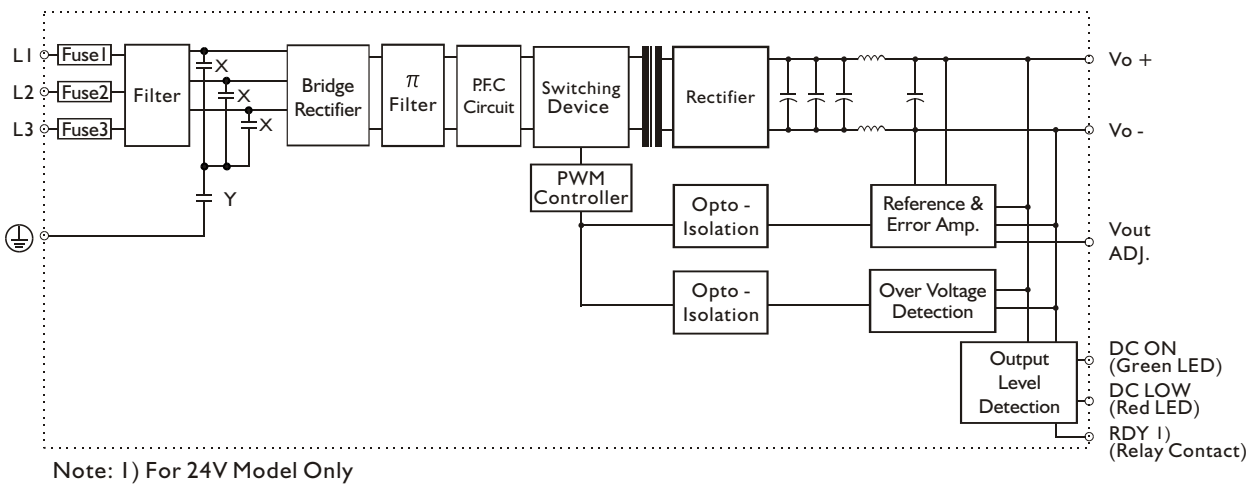 L1
Fuse1
L2
Fuse2
L3
Fuse3
Filter
X
X
X
Y
Bridge
Rectifier
π
Filter
P.F.C
Circuit
Switching
Device
Rectifier
Vo +
Vo -
PWM
Controller
Opto -
Isolation
Reference &
Error Amp.
Vout
ADJ.
Opto -
Isolation
Over Voltage
Detection
Output
Level
Detection
DC ON
(Green LED)
DC LOW
(Red LED)
RDY 1)
(Relay Contact)
Note: 1) For 24V Model Only